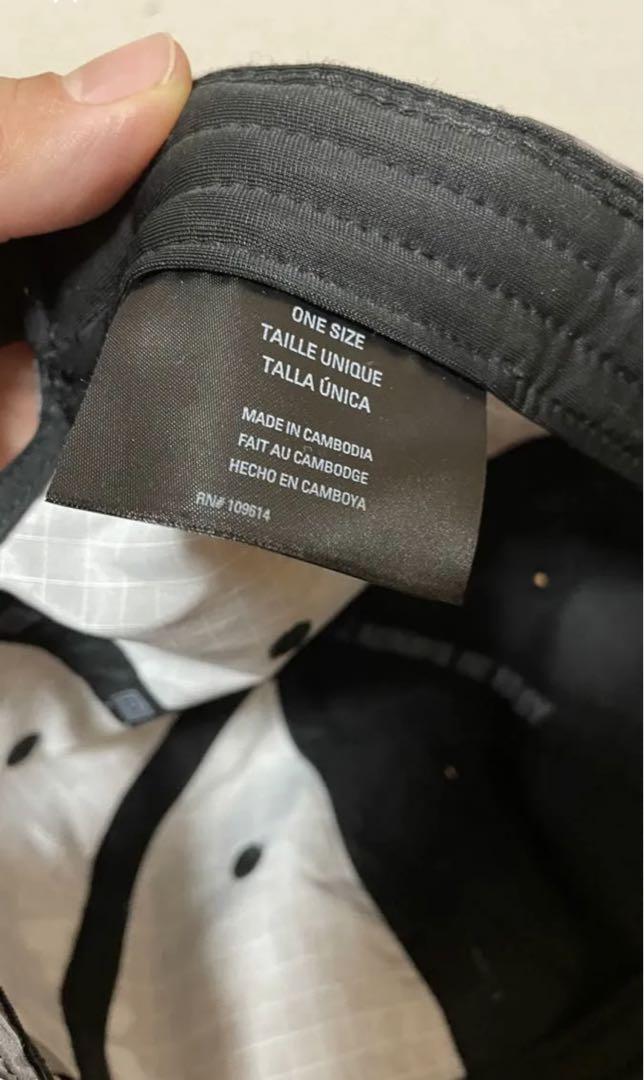 ONE SIZE
TAILLE UNIQUE
TALLA ÚNICA
MADE IN CAMBODIA
FAIT AU CAMBODGE
HECHO EN CAMBOYA
RN# 109614